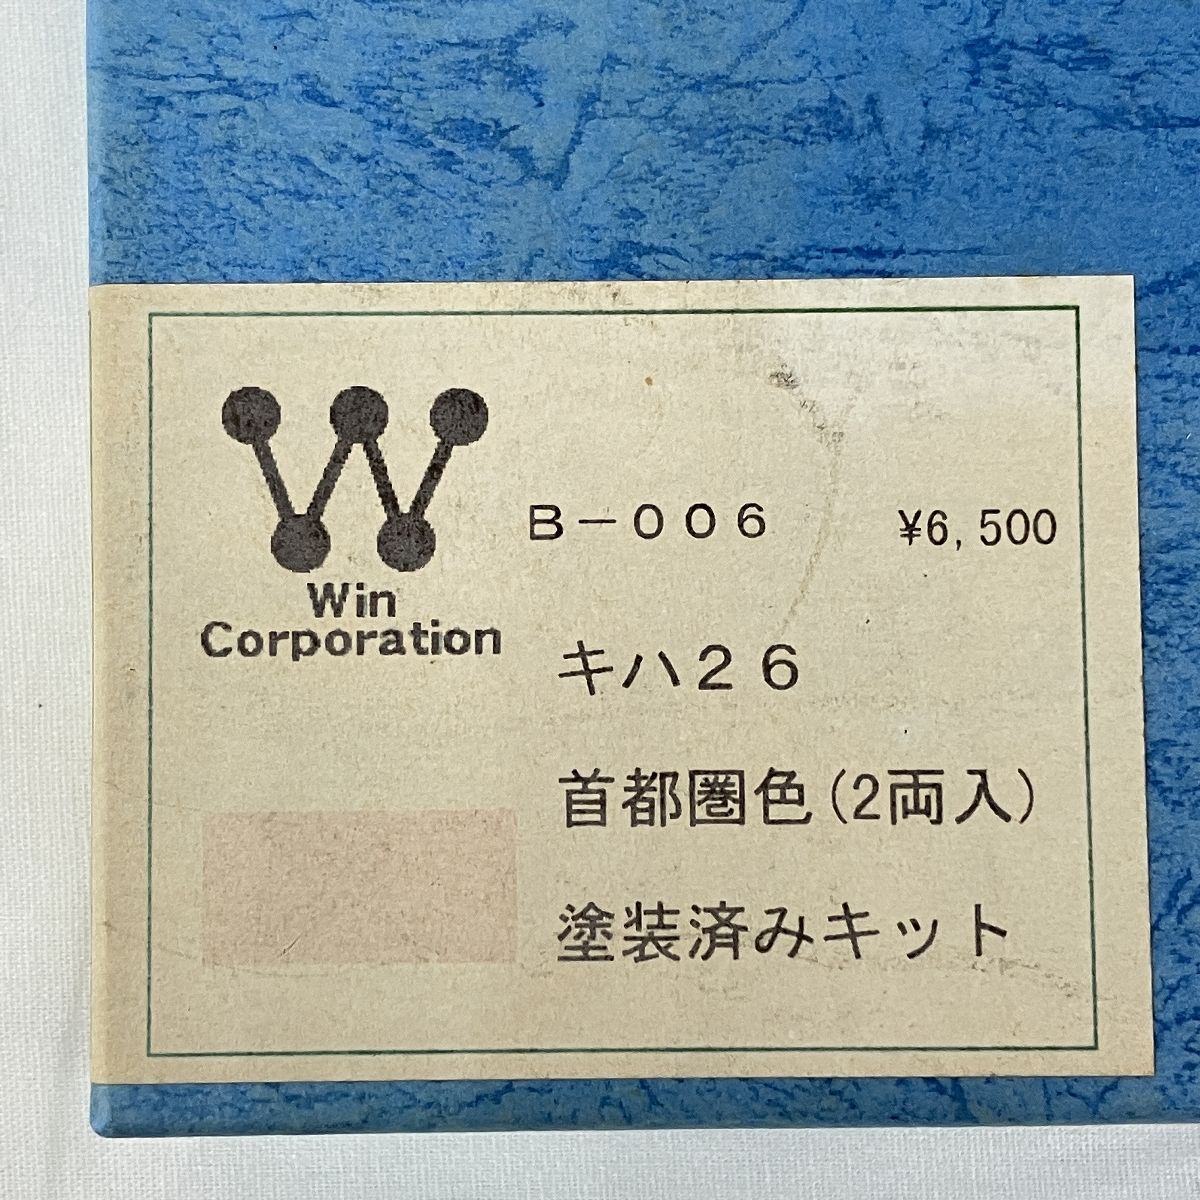 Win
Corporation
B－006 ¥6,500
キハ26
首都圏色(2両入)
塗装済みキット